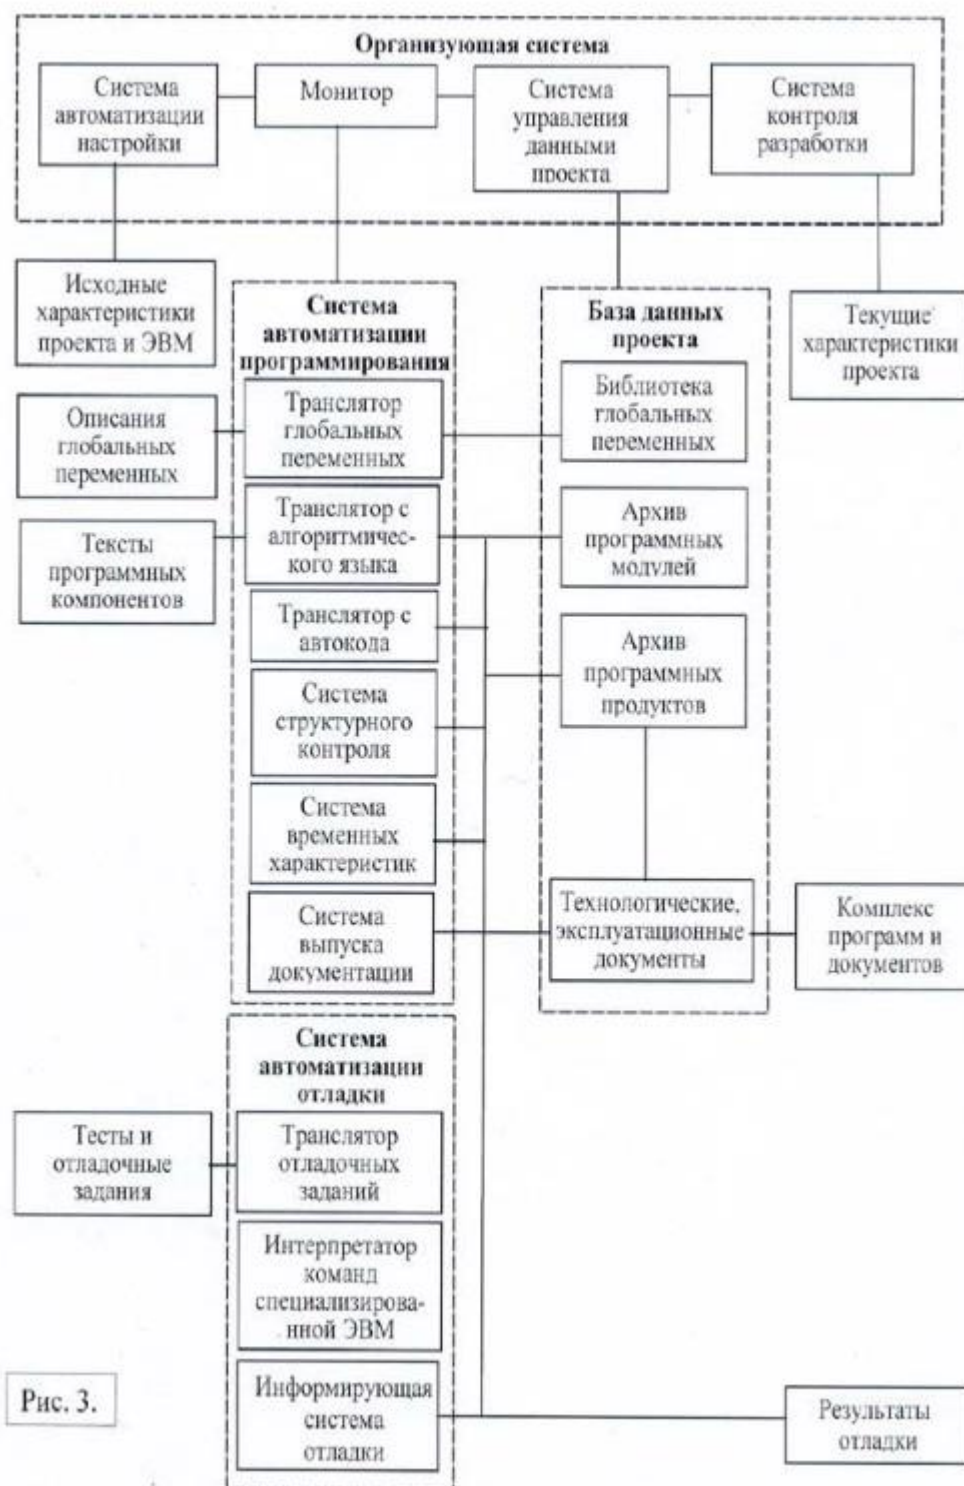 Организующая система
Система
автоматизации
настройки
Монитор
Система
управления
данными
проекта
Система
контроля
разработки
Исходные
характеристики
проекта и ЭВМ
Система
автоматизации
программирования
База данных
проекта
Текущие
характеристики
проекта
Описания
глобальных
переменных
Транслятор
глобальных
переменных
Библиотека
глобальных
переменных
Тексты
программных
компонентов
Транслятор с
алгоритмичес-
кого языка
Архив
программных
модулей
Транслятор с
автокода
Архив
программных
продуктов
Система
структурного
контроля
Система
временных
характеристик
Система
выпуска
документации
Технологические,
эксплуатационные
документы
Комплекс
программ и
документов
Система
автоматизации
отладки
Тесты и
отладочные
задания
Транслятор
отладочных
заданий
Интерпретатор
команд
специализирова-
нной ЭВМ
Информирующая
система
отладки
Результаты
отладки
Рис. 3.